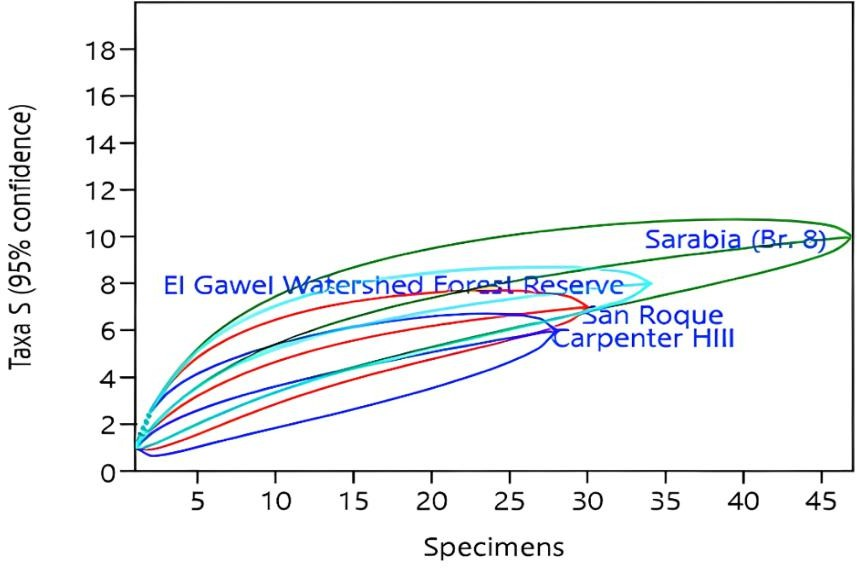 18
16
14
12
10
8
6
4
2
0
Taxa S (95% confidence)
Sarabia (Br. 8)
El Gawel Watershed Forest Reserve
San Roque
Carpenter HIll
5 10 15 20 25 30 35 40 45
Specimens